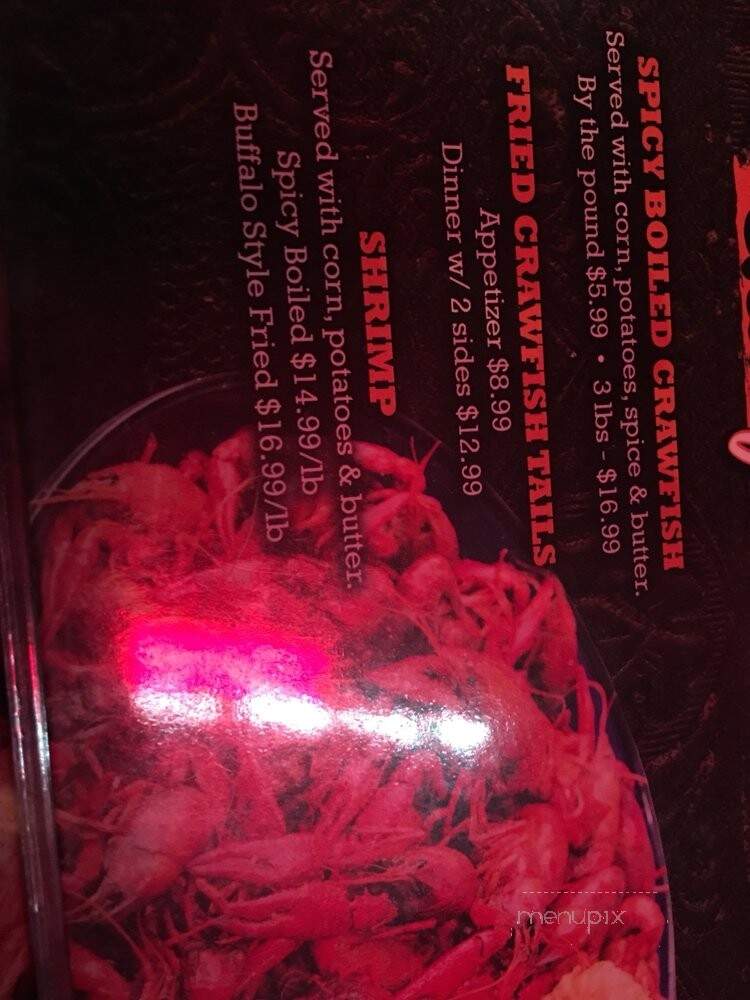 SPICY BOILED CRAWFISH
Served with corn, potatoes, spice & butter.
By the pound $5.99 • 3 lbs - $16.99
FRIED CRAWFISH TAILS
Appetizer $8.99
Dinner w/ 2 sides $12.99
SHRIMP
Served with corn, potatoes & butter.
Spicy Boiled $14.99/lb
Buffalo Style Fried $16.99/lb
menupix